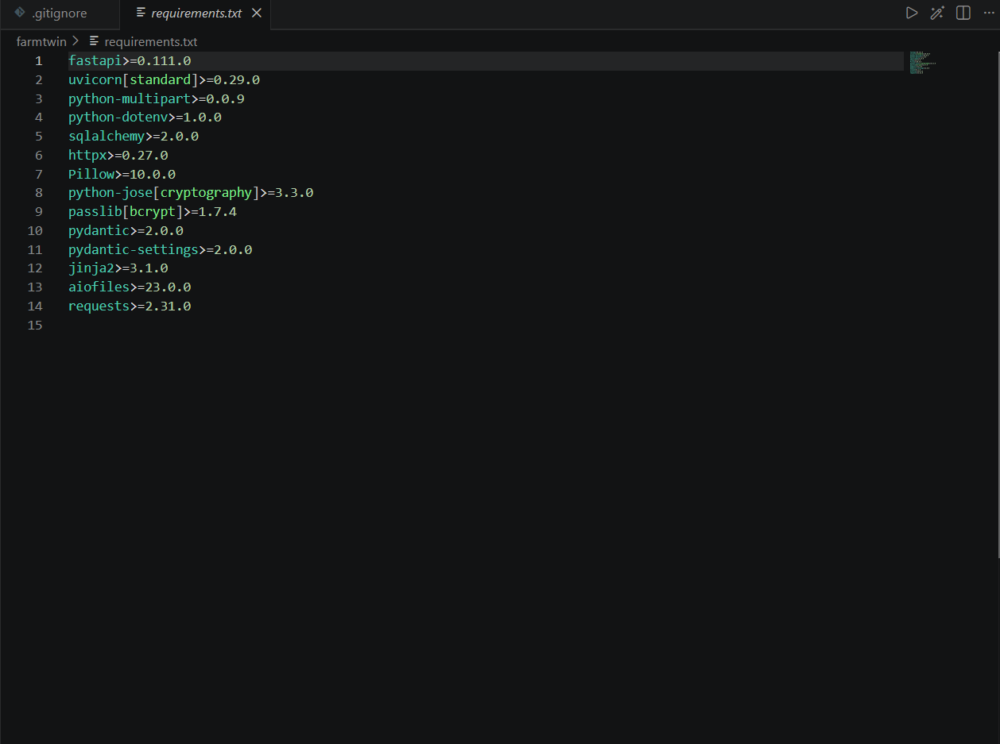 .gitignore
requirements.txt
farmtwin > requirements.txt
1 fastapi>=0.111.0
2 uvicorn[standard]>=0.29.0
3 python-multipart>=0.0.9
4 python-dotenv>=1.0.0
5 sqlalchemy>=2.0.0
6 httpx>=0.27.0
7 Pillow>=10.0.0
8 python-jose[cryptography]>=3.3.0
9 passlib[bcrypt]>=1.7.4
10 pydantic>=2.0.0
11 pydantic-settings>=2.0.0
12 jinja2>=3.1.0
13 aiofiles>=23.0.0
14 requests>=2.31.0
15